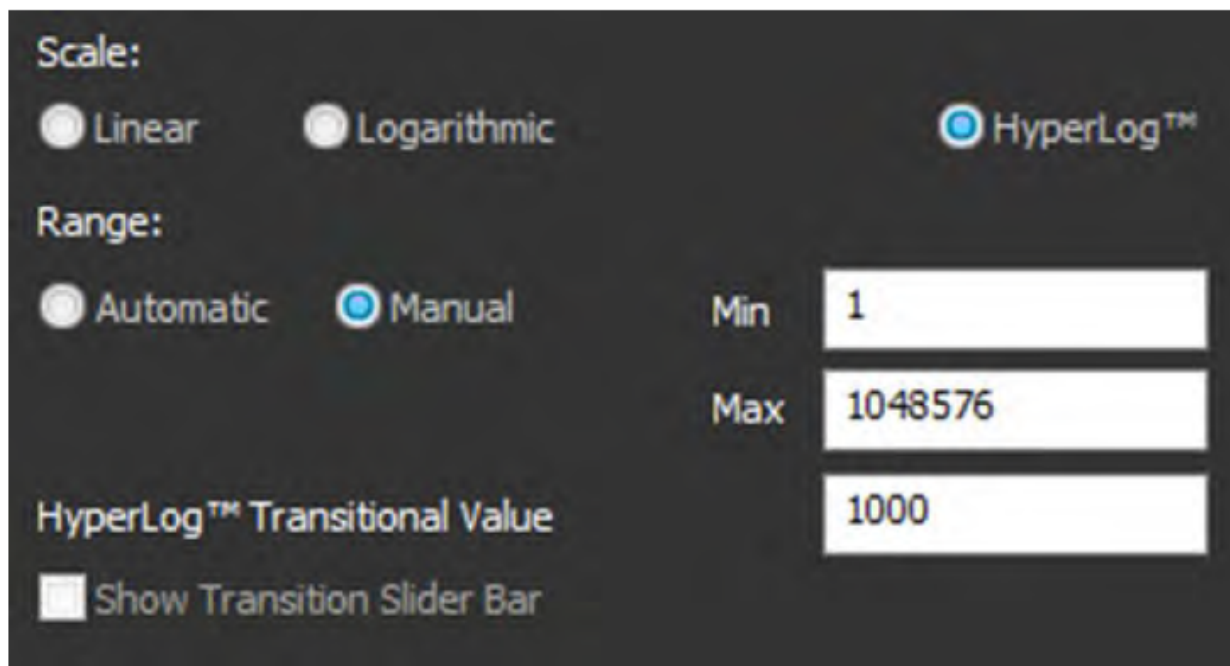 Scale:
Linear Logarithmic HyperLog™
Range:
Automatic Manual Min 1
Max 1048576
HyperLog™ Transitional Value 1000
Show Transition Slider Bar